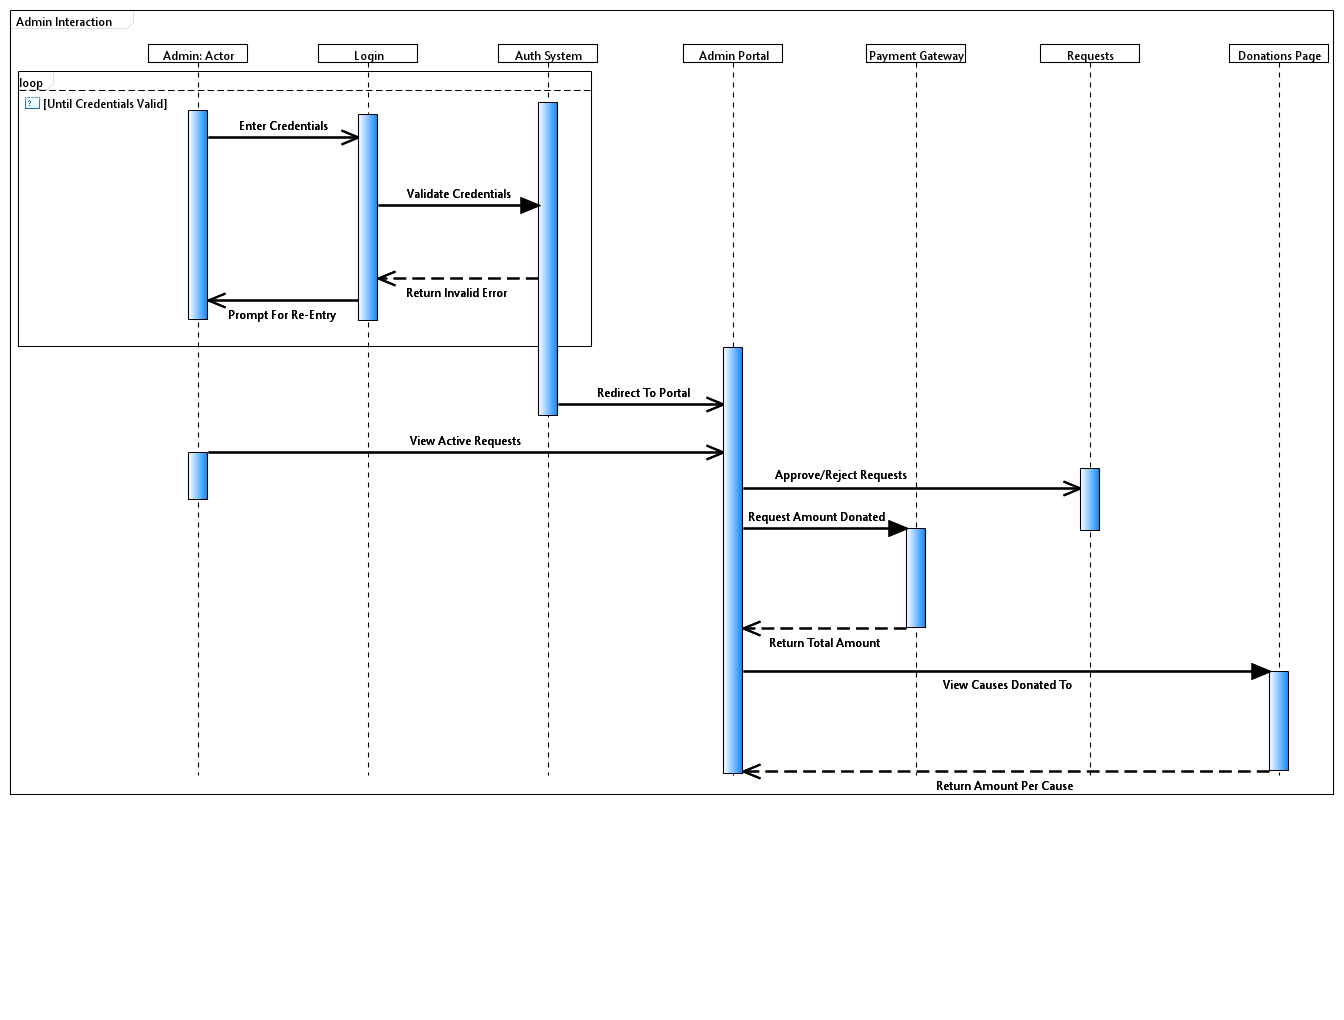 Admin Interaction
Admin: Actor
Login
Auth System
Admin Portal
Payment Gateway
Requests
Donations Page
loop
[Until Credentials Valid]
Enter Credentials
Validate Credentials
Return Invalid Error
Prompt For Re-Entry
Redirect To Portal
View Active Requests
Approve/Reject Requests
Request Amount Donated
Return Total Amount
View Causes Donated To
Return Amount Per Cause